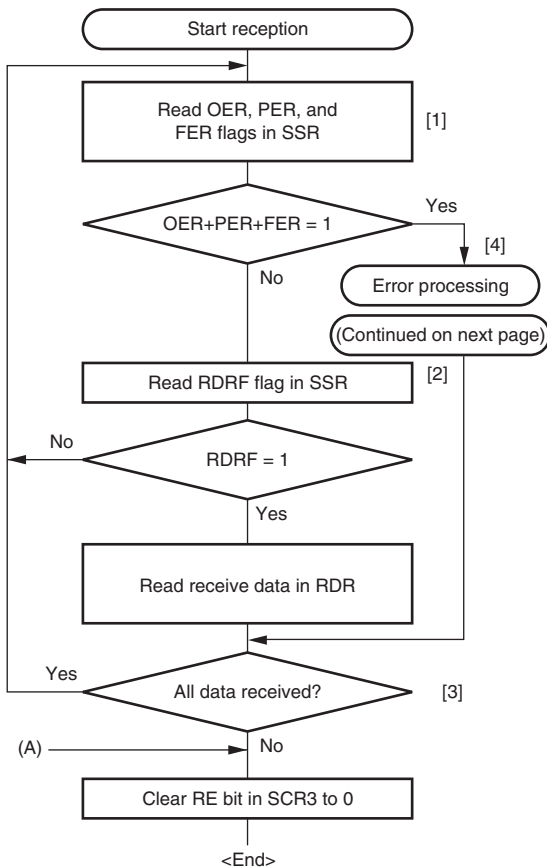 Start reception
Read OER, PER, and
FER flags in SSR
[1]
OER+PER+FER = 1
Yes
[4]
No
Error processing
(Continued on next page)
Read RDRF flag in SSR
[2]
No
RDRF = 1
Yes
Read receive data in RDR
Yes
All data received?
[3]
(A)
No
Clear RE bit in SCR3 to 0
<End>